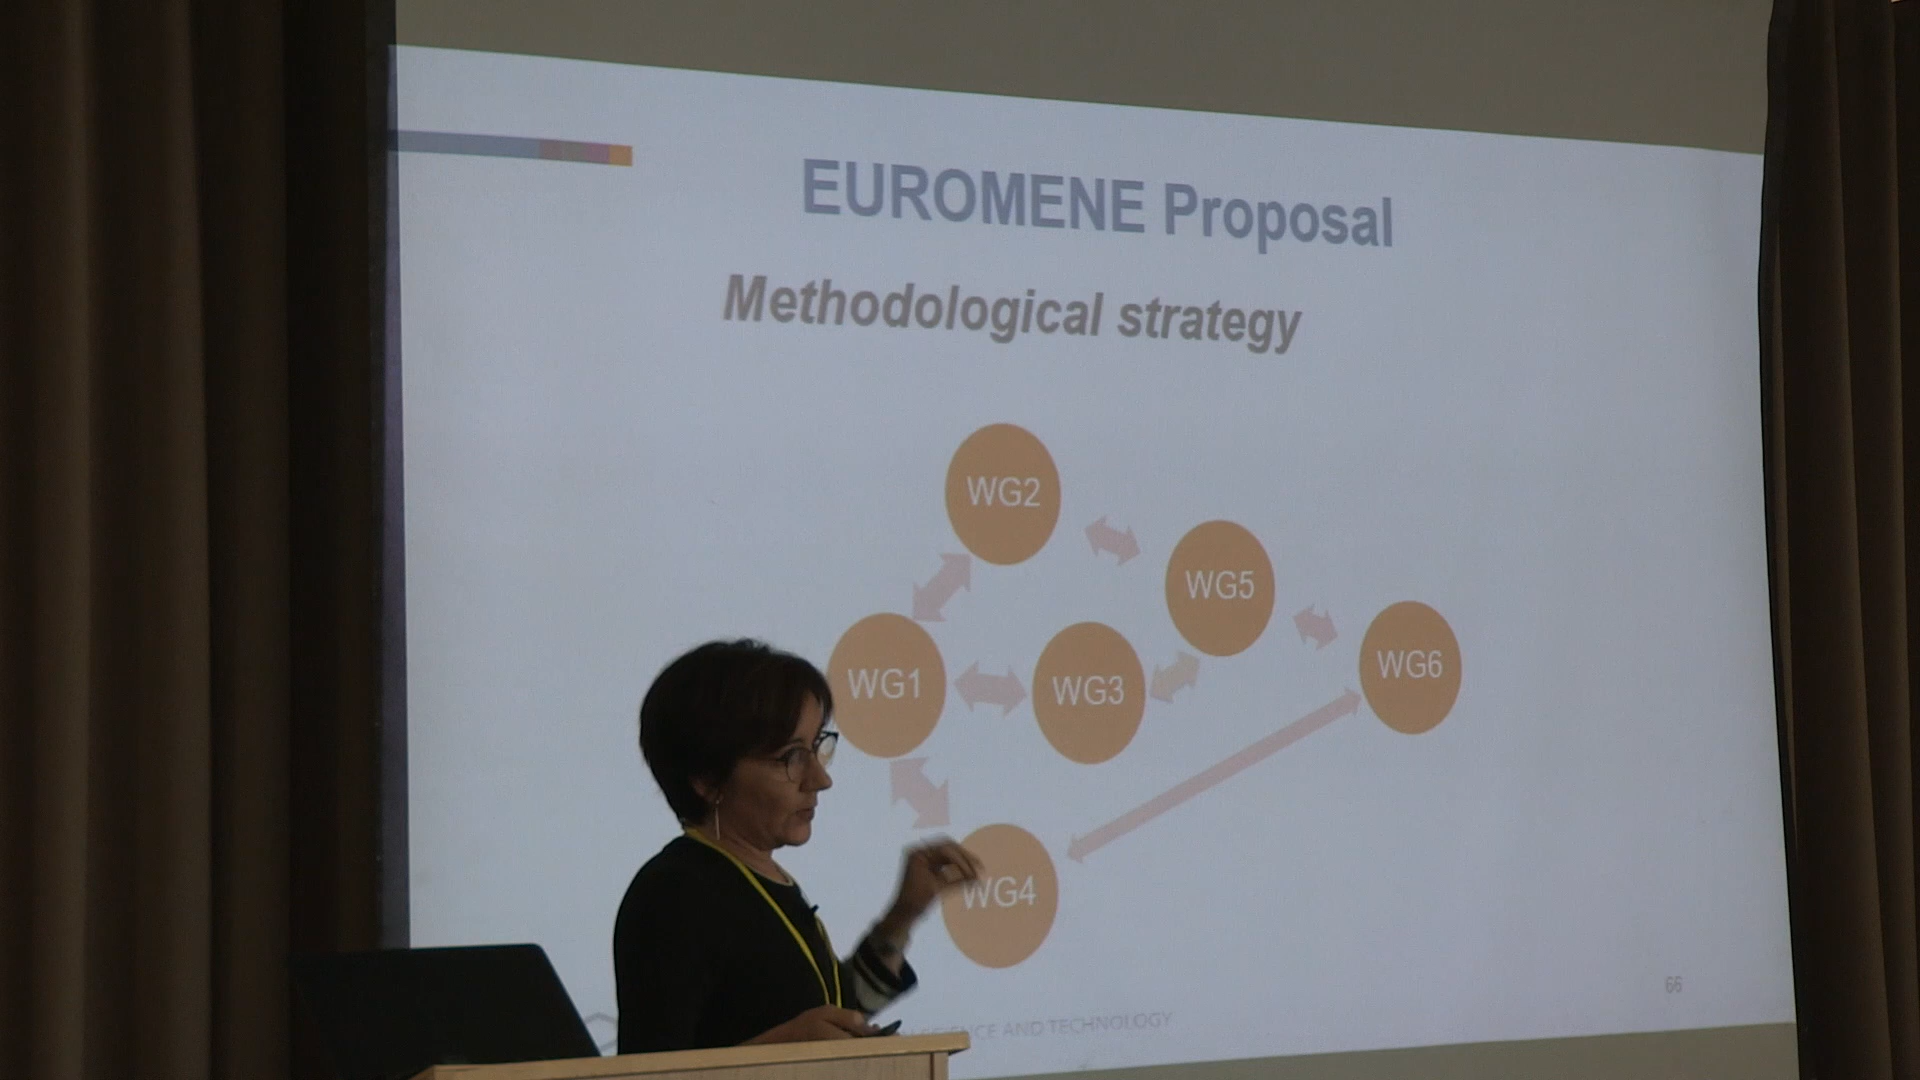 EUROMENE Proposal
Methodological strategy
WG2
WG5
WG6
WG1
WG3
WG4
66
SCIENCE AND TECHNOLOGY